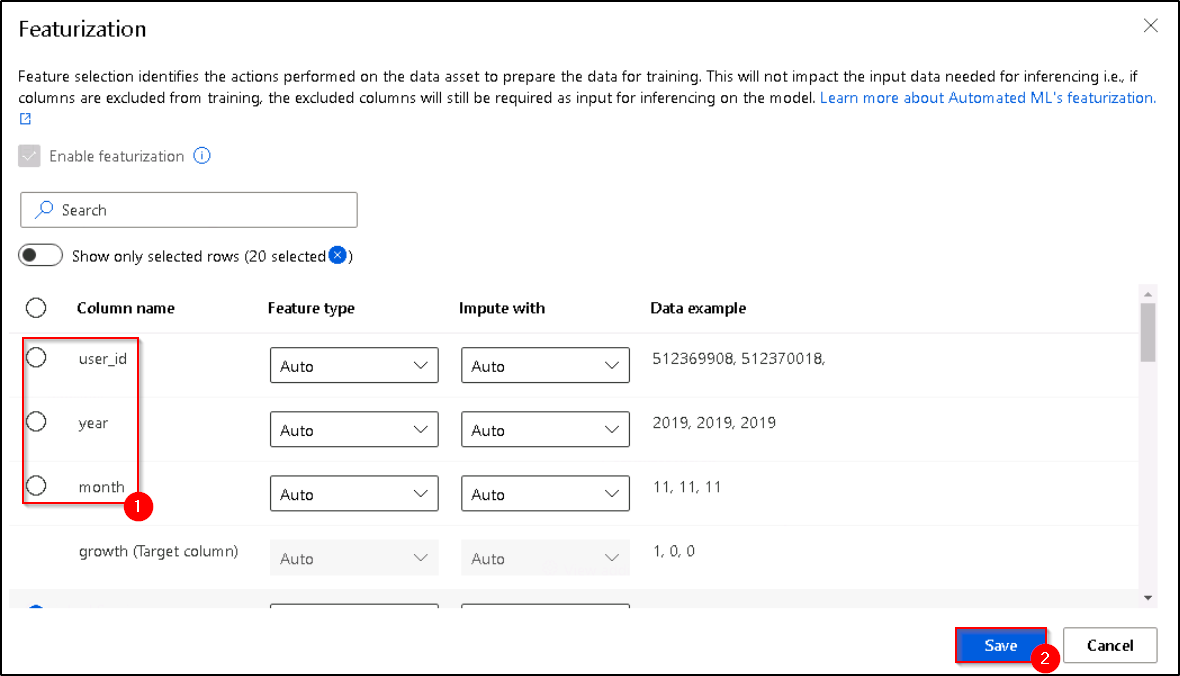 Featurization
Feature selection identifies the actions performed on the data asset to prepare the data for training. This will not impact the input data needed for inferencing i.e., if
columns are excluded from training, the excluded columns will still be required as input for inferencing on the model. Learn more about Automated ML's featurization.
Enable featurization
Search
Show only selected rows (20 selected )
Column name Feature type Impute with Data example
user_id Auto Auto 512369908, 512370018,
year Auto Auto 2019, 2019, 2019
month Auto Auto 11, 11, 11
1
growth (Target column) Auto Auto 1, 0, 0
Save Cancel
2